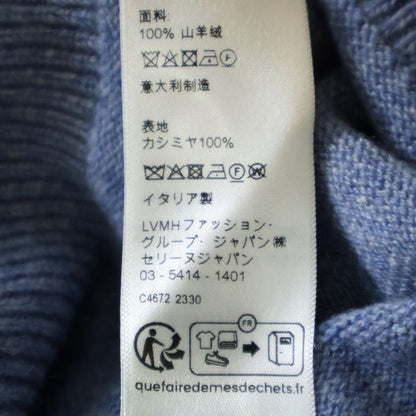 面料:
100% 山羊绒
意大利制造
表地
カシミヤ100%
イタリア製
LVMHファッション・
グループ・ジャパン㈱
セリーヌジャパン
03 - 5414 - 1401
C4672 2330
FR
quefairedemesdechets.fr